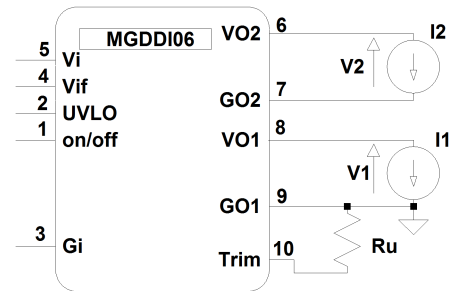 MGDDI06
VO2 6
I2
5 Vi
4 Vif
V2
2 UVLO
GO2 7
1 on/off
VO1 8
I1
V1
GO1 9
3 Gi
Ru
Trim 10